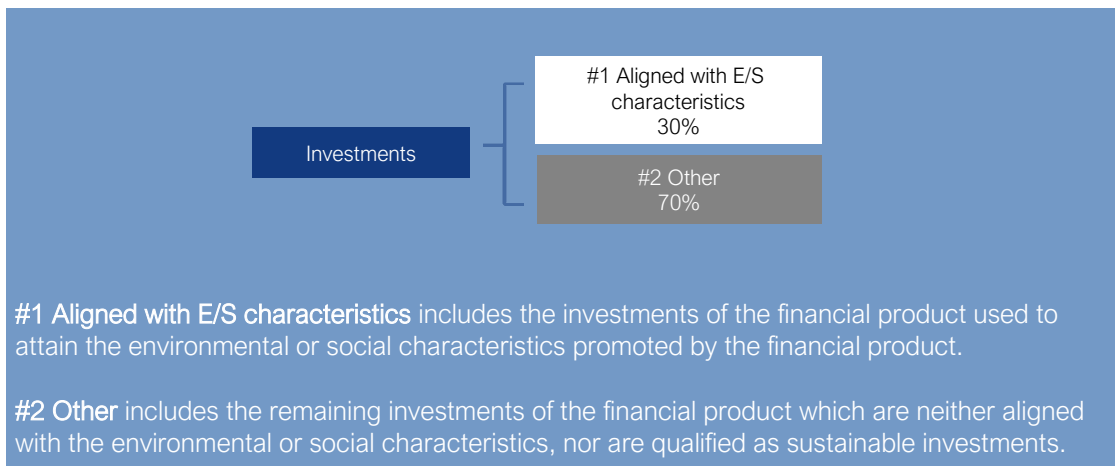 Investments
#1 Aligned with E/S
characteristics
30%
#2 Other
70%
#1 Aligned with E/S characteristics includes the investments of the financial product used to
attain the environmental or social characteristics promoted by the financial product.
#2 Other includes the remaining investments of the financial product which are neither aligned
with the environmental or social characteristics, nor are qualified as sustainable investments.